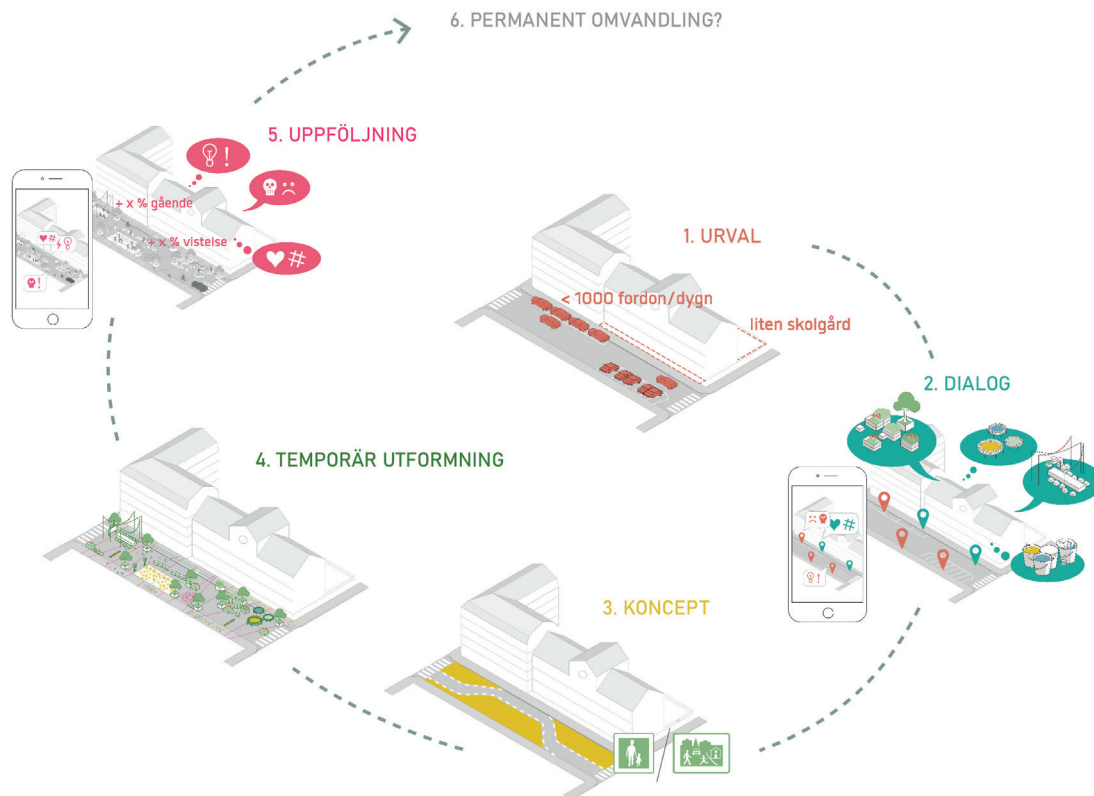 6. PERMANENT OMVANDLING?
5. UPPFÖLJNING
!
+ x % gående
+ x % vistelse
#
#
!
1. URVAL
< 1000 fordon/dygn
liten skolgård
2. DIALOG
#
!
4. TEMPORÄR UTFORMNING
3. KONCEPT